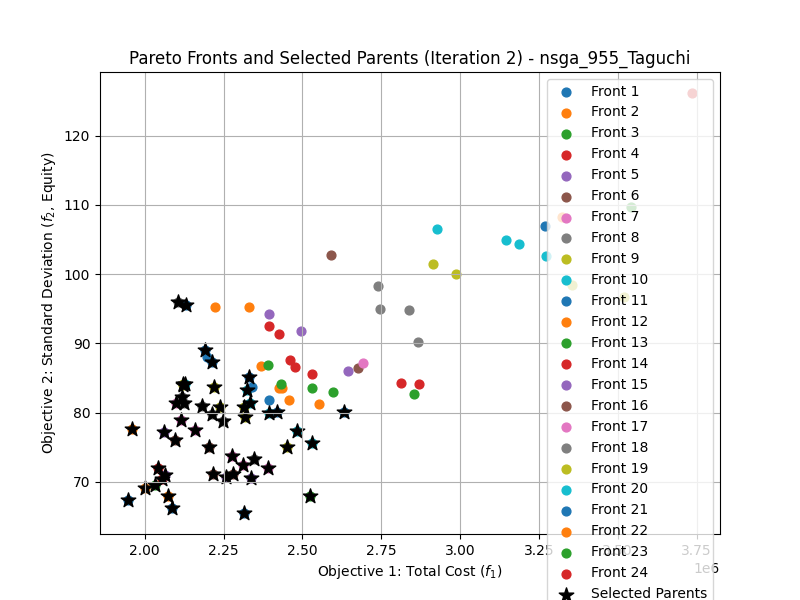 Pareto Fronts and Selected Parents (Iteration 2) - nsga_955_Taguchi
Objective 2: Standard Deviation (f₂, Equity)
120
110
100
90
80
70
2.00
2.25
2.50
2.75
3.00
3.25
3.50
3.75
1e6
Objective 1: Total Cost (f₁)
Front 1
Front 2
Front 3
Front 4
Front 5
Front 6
Front 7
Front 8
Front 9
Front 10
Front 11
Front 12
Front 13
Front 14
Front 15
Front 16
Front 17
Front 18
Front 19
Front 20
Front 21
Front 22
Front 23
Front 24
Selected Parents